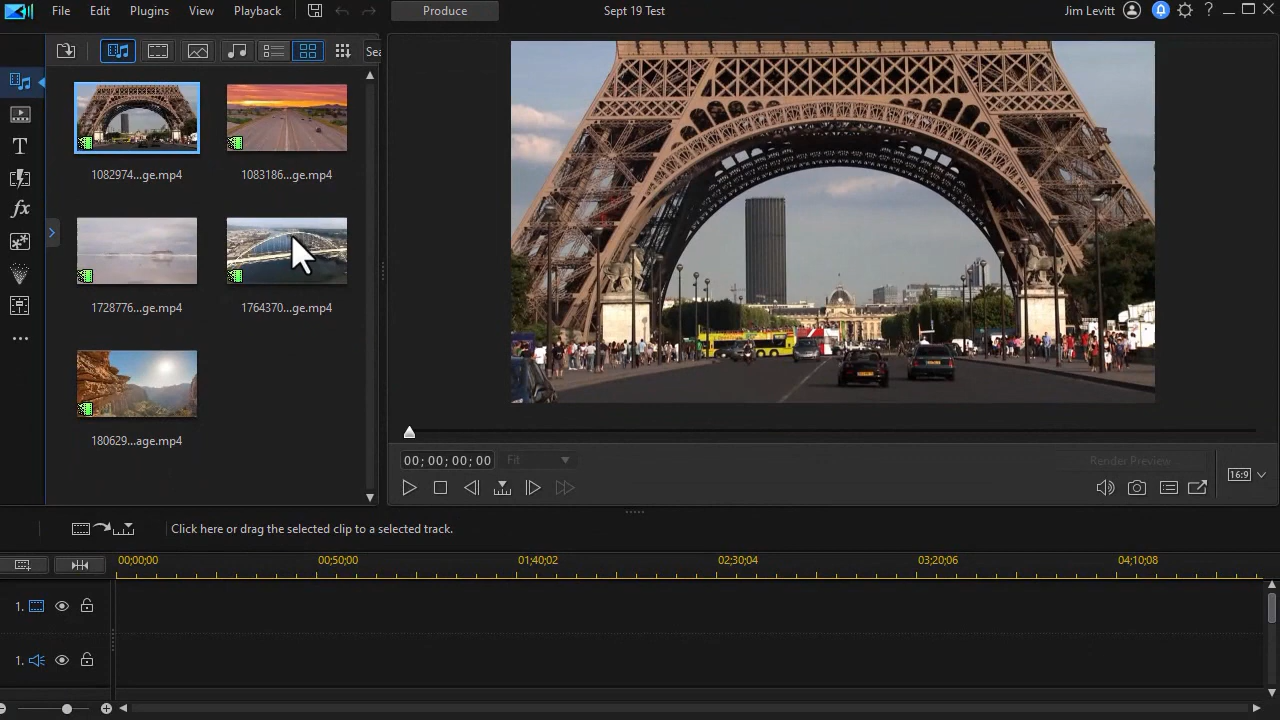 File Edit Plugins View Playback Produce Sept 19 Test Jim Levitt ?
Sea
T
fx
1082974...ge.mp4 1083186...ge.mp4
1728776...ge.mp4 1764370...ge.mp4
180629...age.mp4
00; 00; 00; 00 Fit Render Preview
16:9
Click here or drag the selected clip to a selected track.
00;00;00 00;50;00 01;40;02 02;30;04 03;20;06 04;10;08
1.
1.